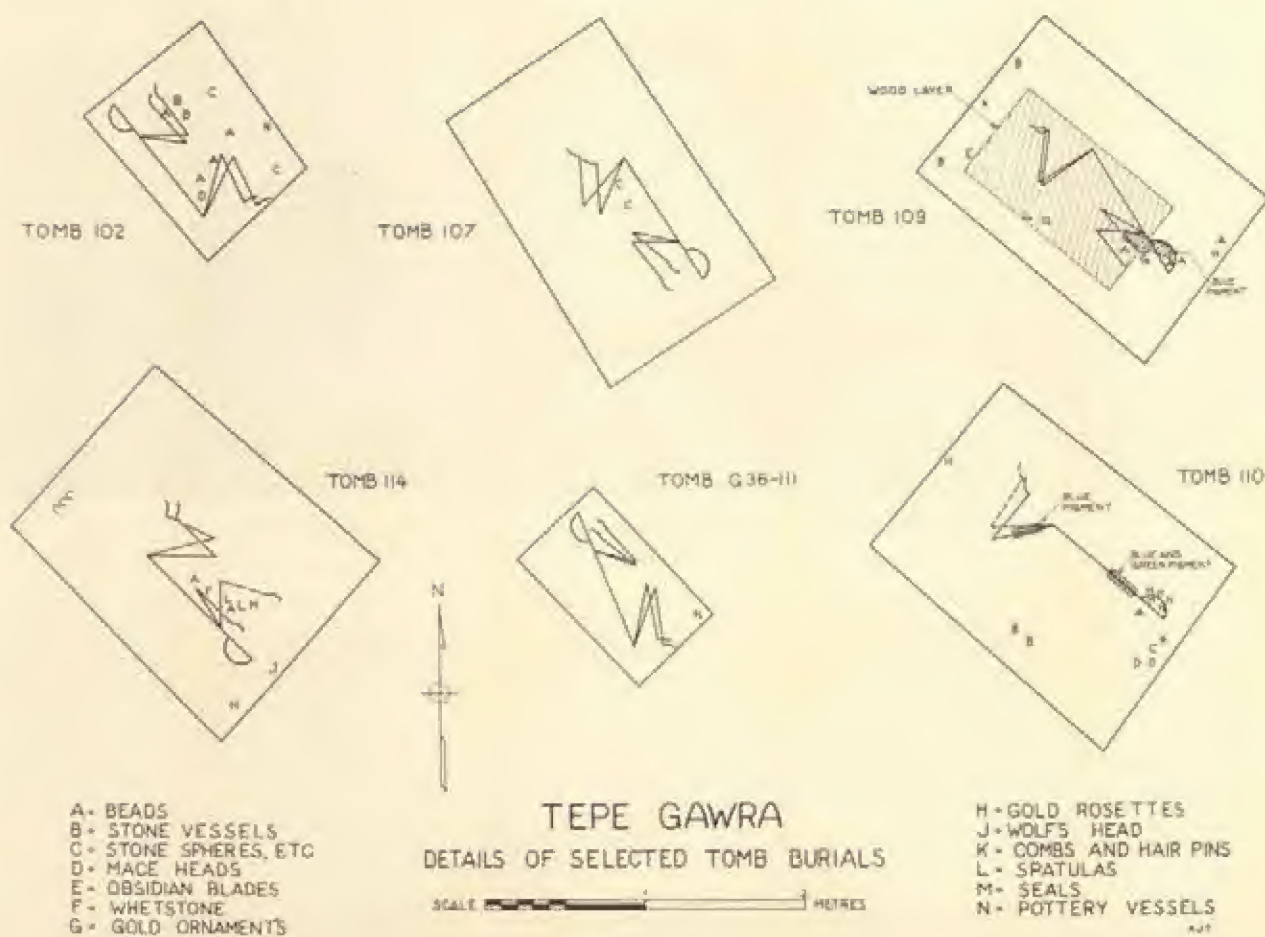 TOMB 102
TOMB 107
WOOD LAYER
TOMB 109
BLUE
PIGMENT
TOMB 114
TOMB G36-111
TOMB 110
BLUE
PIGMENT
BLUE AND
GREEN PIGMENT
N
A - BEADS
B - STONE VESSELS
C - STONE SPHERES, ETC
D - MACE HEADS
E - OBSIDIAN BLADES
F - WHETSTONE
G - GOLD ORNAMENTS
TEPE GAWRA
DETAILS OF SELECTED TOMB BURIALS
SCALE METRES
H - GOLD ROSETTES
J - WOLFS HEAD
K - COMBS AND HAIR PINS
L - SPATULAS
M - SEALS
N - POTTERY VESSELS